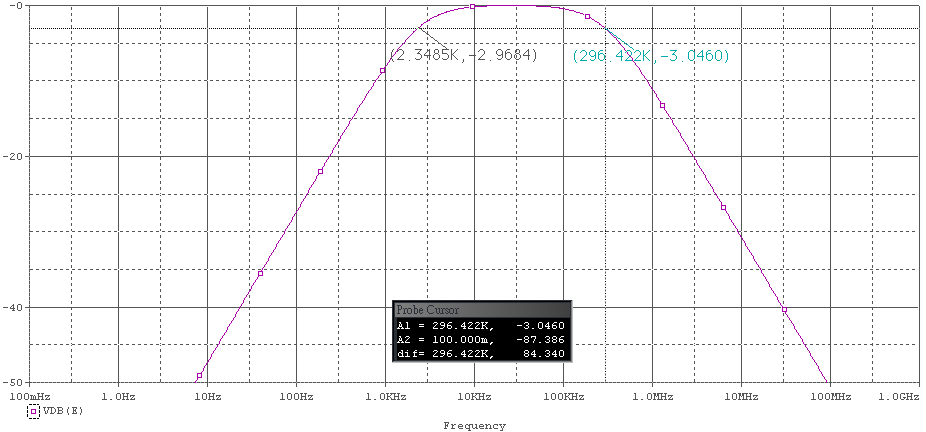 -0
(2.3485K,-2.9684)
(296.422K,-3.0460)
-20
-40
-50
Probe Cursor
A1 = 296.422K, -3.0460
A2 = 100.000m, -87.386
dif= 296.422K, 84.340
100mHz 1.0Hz 10Hz 100Hz 1.0KHz 10KHz 100KHz 1.0MHz 10MHz 100MHz 1.0GHz
VDB(E)
Frequency